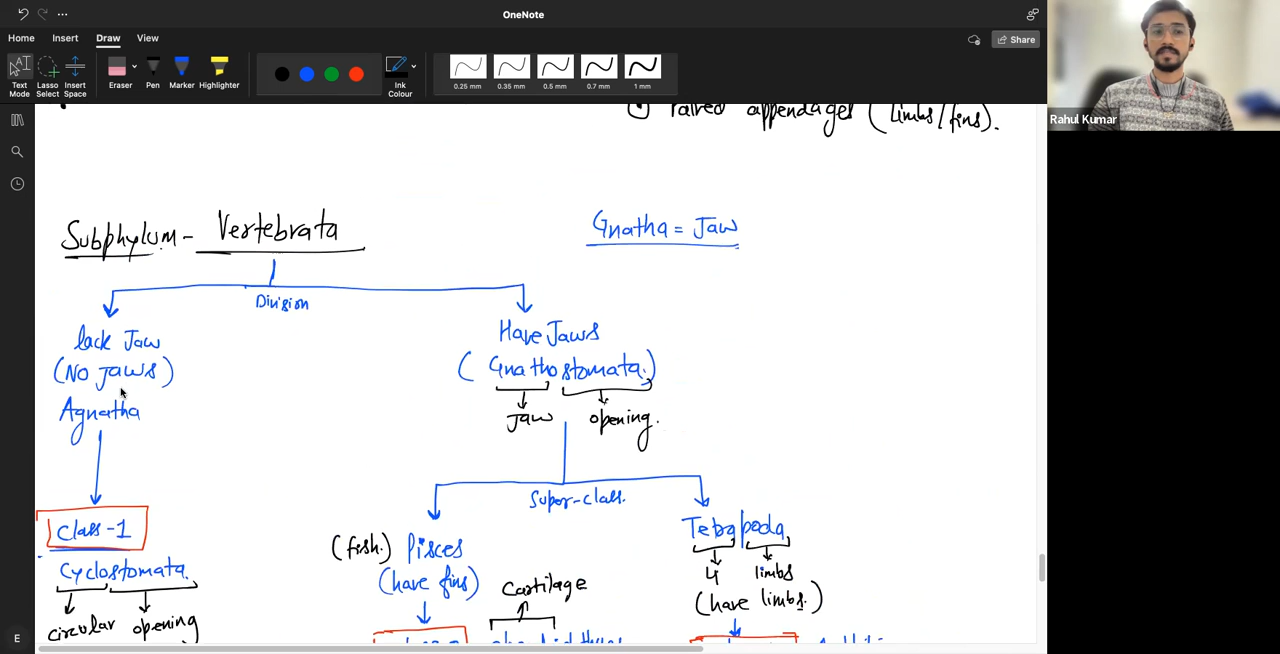 OneNote
Home Insert Draw View
Share
Text Mode
Lasso Select
Insert Space
Eraser
Pen
Marker
Highlighter
Ink Colour
0.25 mm
0.35 mm
0.5 mm
0.7 mm
1 mm
Rahul Kumar
Paired appendages (limbs/fins).
Subphylum - Vertebrata
Gnatha = Jaw
Division
lack Jaw
(No jaws)
Agnatha
Have Jaws
(Gnathostomata)
Jaw opening.
Super-class.
Class-1
Cyclostomata
circular opening
(fish) Pisces
(have fins)
Cartilage
Tetrapoda
4 limbs
(have limbs.)
E